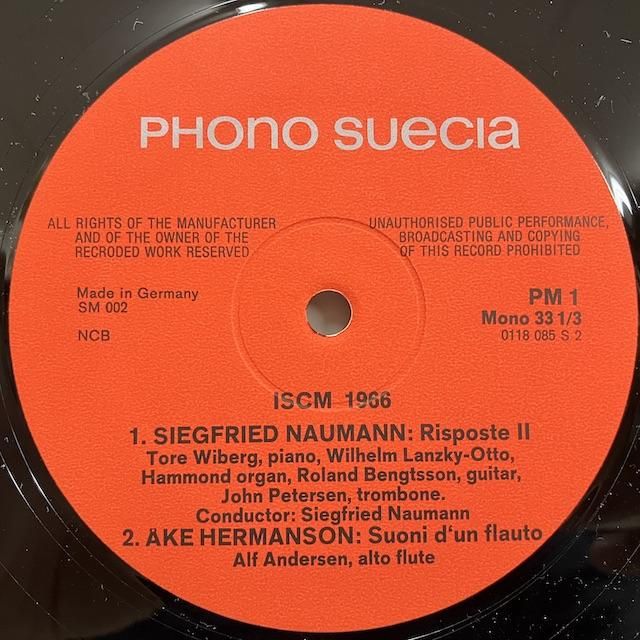 PHONO SUECIA
ALL RIGHTS OF THE MANUFACTURER
AND OF THE OWNER OF THE
RECRODED WORK RESERVED
UNAUTHORISED PUBLIC PERFORMANCE,
BROADCASTING AND COPYING
OF THIS RECORD PROHIBITED
Made in Germany
SM 002
NCB
PM 1
Mono 33 1/3
0118 085 S 2
ISCM 1966
1. SIEGFRIED NAUMANN: Risposte II
Tore Wiberg, piano, Wilhelm Lanzky-Otto,
Hammond organ, Roland Bengtsson, guitar,
John Petersen, trombone.
Conductor: Siegfried Naumann
2. ÅKE HERMANSON: Suoni d'un flauto
Alf Andersen, alto flute